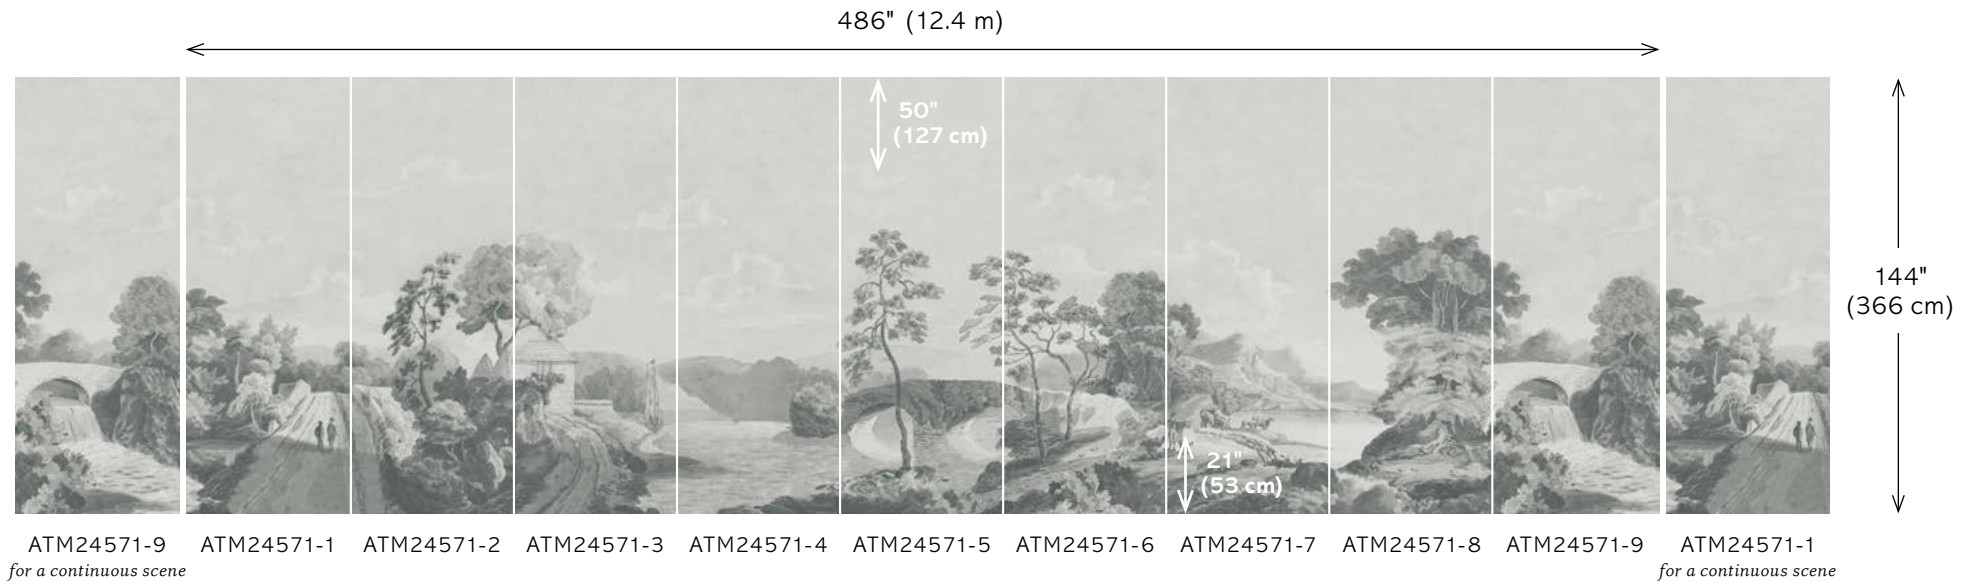 486" (12.4 m)
50"
(127 cm)
144"
(366 cm)
21"
(53 cm)
ATM24571-9
ATM24571-1
ATM24571-2
ATM24571-3
ATM24571-4
ATM24571-5
ATM24571-6
ATM24571-7
ATM24571-8
ATM24571-9
ATM24571-1
for a continuous scene
for a continuous scene